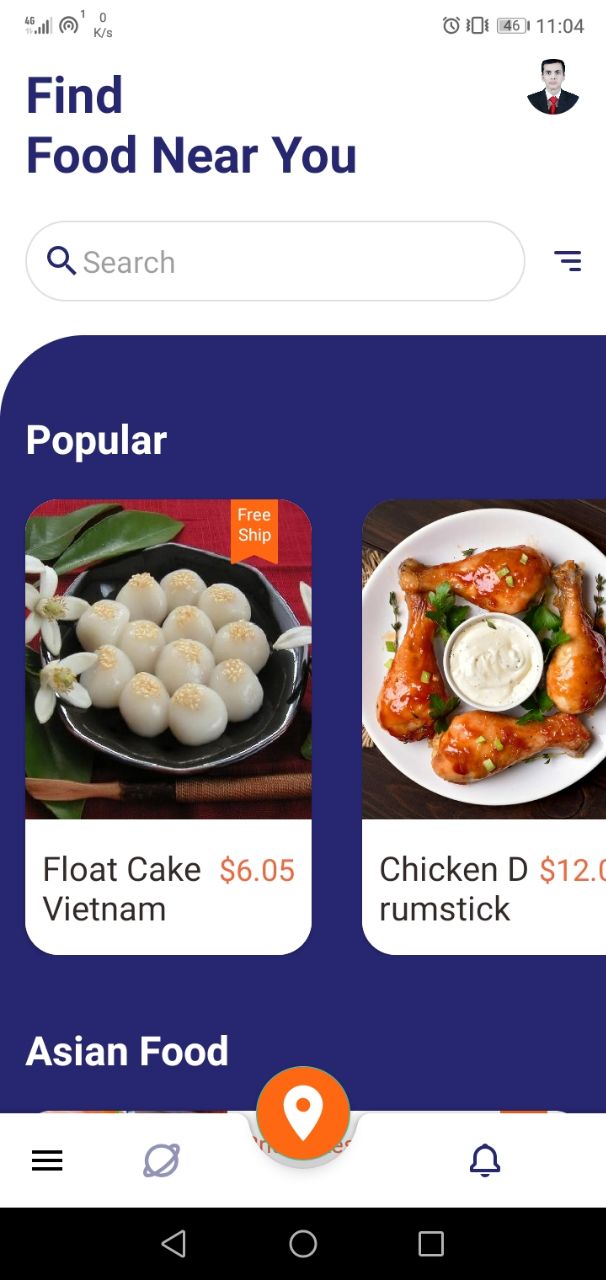 4G
1
0
K/s
46
11:04
Find
Food Near You
Search
Popular
Free
Ship
Float Cake
Vietnam
$6.05
Chicken D
rumstick
$12.0
Asian Food